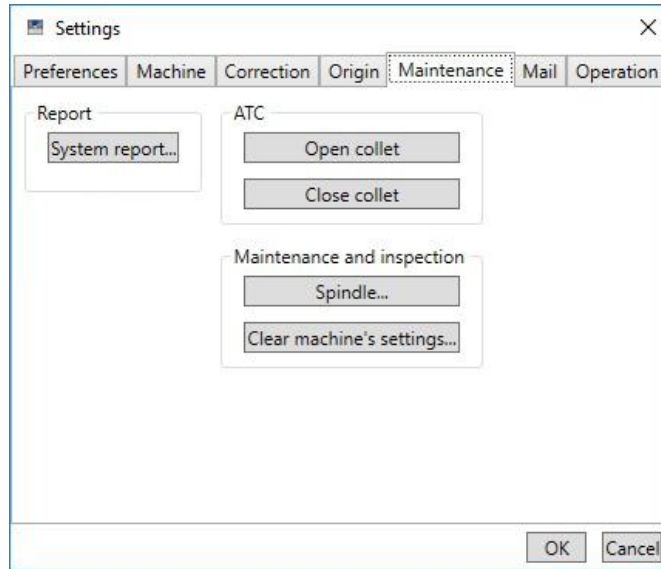 Settings
Preferences Machine Correction Origin Maintenance Mail Operation
Report
System report...
ATC
Open collet
Close collet
Maintenance and inspection
Spindle...
Clear machine's settings...
OK Cancel